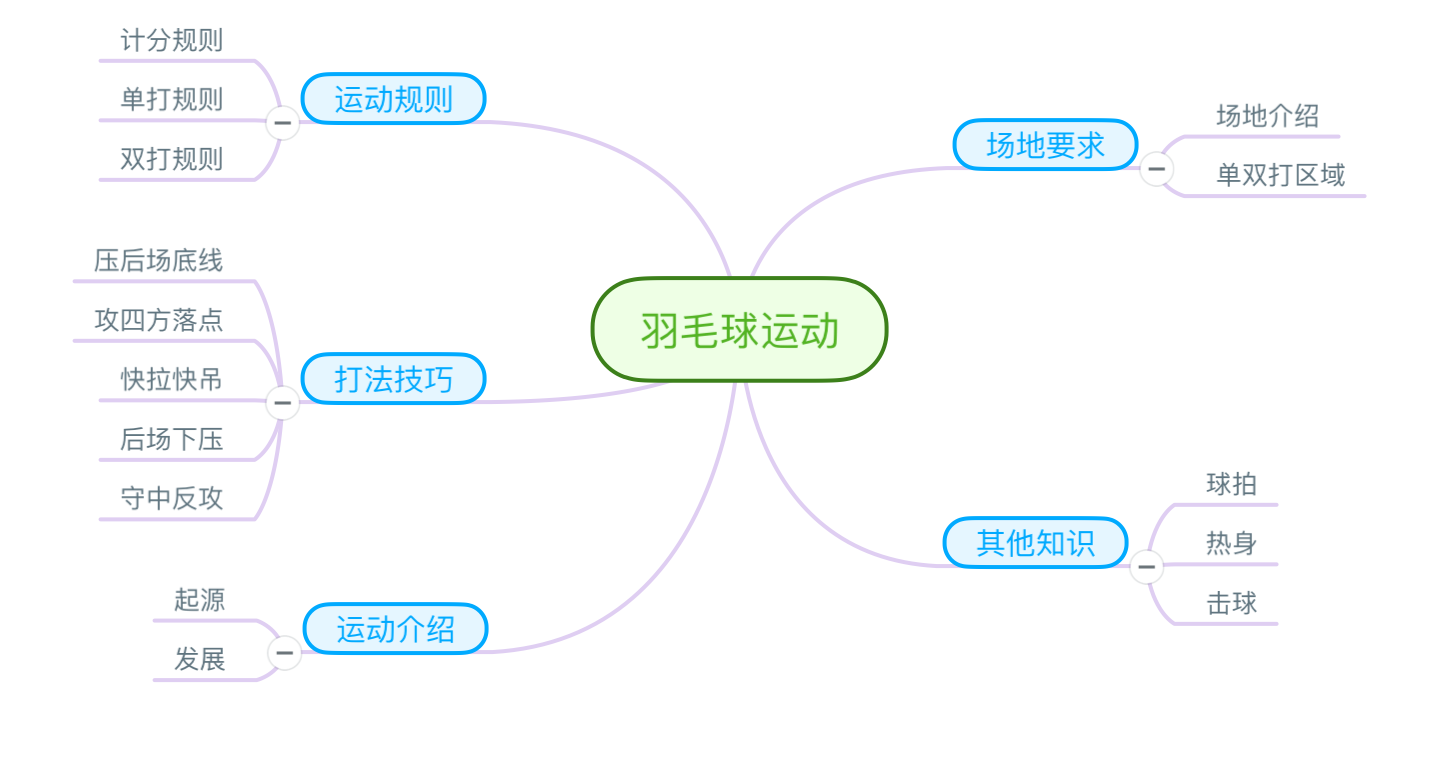 羽毛球运动
运动规则
计分规则
单打规则
双打规则
打法技巧
压后场底线
攻四方落点
快拉快吊
后场下压
守中反攻
运动介绍
起源
发展
场地要求
场地介绍
单双打区域
其他知识
球拍
热身
击球